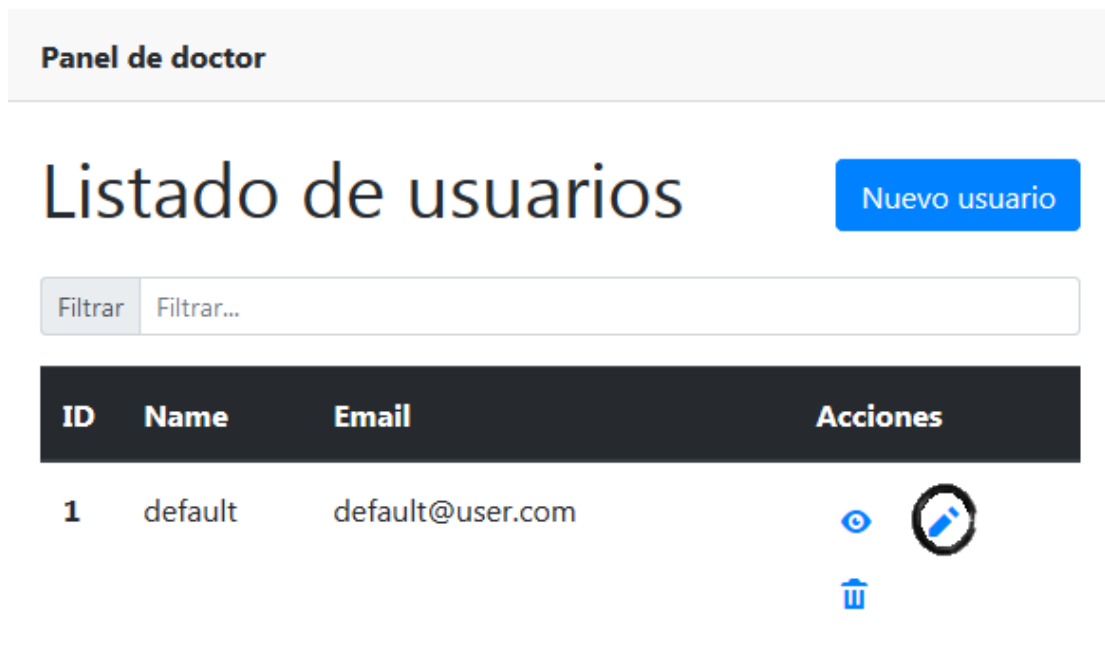 Panel de doctor
Listado de usuarios
Nuevo usuario
Filtrar Filtrar...
ID Name Email Acciones
1 default default@user.com